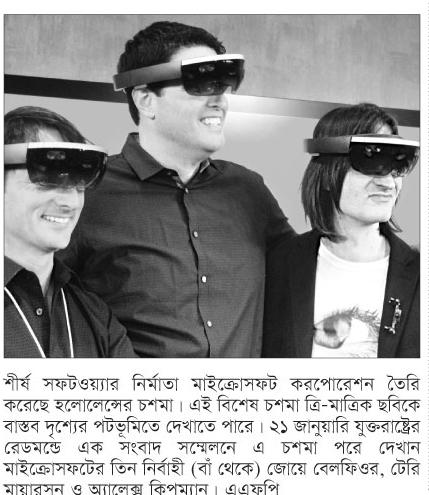 শীর্ষ সফটওয়্যার নির্মাতা মাইক্রোসফট করপোরেশন তৈরি
করেছে হলোলেন্সের চশমা। এই বিশেষ চশমা ত্রি-মাত্রিক ছবিকে
বাস্তব দৃশ্যের পটভূমিতে দেখাতে পারে। ২১ জানুয়ারি যুক্তরাষ্ট্রের
রেডমন্ডে এক সংবাদ সম্মেলনে এ চশমা পরে দেখান
মাইক্রোসফটের তিন নির্বাহী (বাঁ থেকে) জোয়ে বেলফিওর, টেরি
মায়ারসন ও অ্যালেক্স কিপম্যান। এএফপি